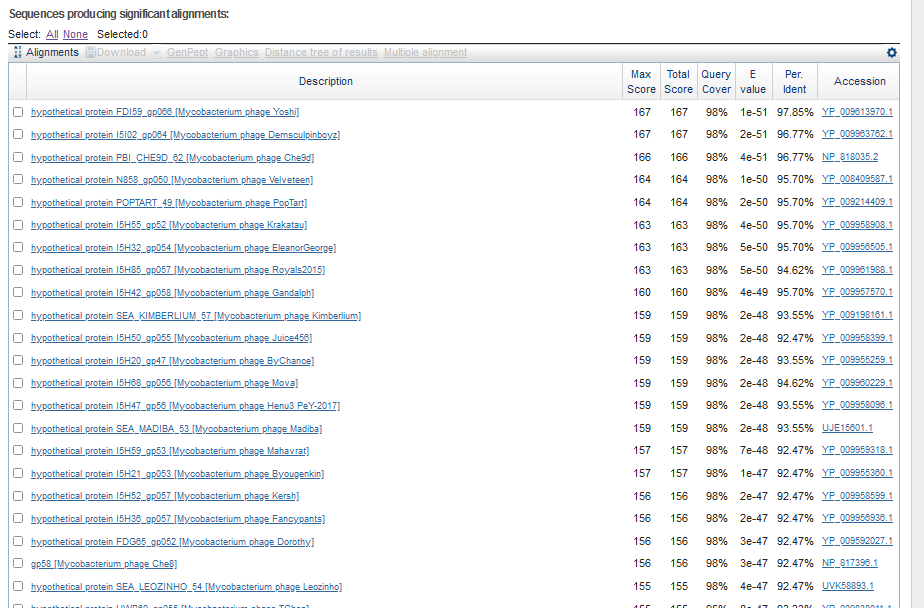 Sequences producing significant alignments:
Select: All None Selected:0
Alignments Download GenPept Graphics Distance tree of results Multiple alignment
Description Max Score Total Score Query Cover E value Per. Ident Accession
hypothetical protein FDI59_gp066 [Mycobacterium phage Yoshi] 167 167 98% 1e-51 97.85% YP_009613970.1
hypothetical protein I5I02_gp064 [Mycobacterium phage Demsculpinboyz] 167 167 98% 2e-51 96.77% YP_009963762.1
hypothetical protein PBI_CHE9D_62 [Mycobacterium phage Che9d] 166 166 98% 4e-51 96.77% NP_818035.2
hypothetical protein N858_gp050 [Mycobacterium phage Velveteen] 164 164 98% 1e-50 95.70% YP_008409587.1
hypothetical protein POPTART_49 [Mycobacterium phage PopTart] 164 164 98% 2e-50 95.70% YP_009214409.1
hypothetical protein I5H55_gp52 [Mycobacterium phage Krakatau] 163 163 98% 4e-50 95.70% YP_009958908.1
hypothetical protein I5H32_gp054 [Mycobacterium phage EleanorGeorge] 163 163 98% 5e-50 95.70% YP_009956505.1
hypothetical protein I5H85_gp057 [Mycobacterium phage Royals2015] 163 163 98% 5e-50 94.62% YP_009961988.1
hypothetical protein I5H42_gp058 [Mycobacterium phage Gandalph] 160 160 98% 4e-49 95.70% YP_009957570.1
hypothetical protein SEA_KIMBERLIUM_57 [Mycobacterium phage Kimberlium] 159 159 98% 2e-48 93.55% YP_009198161.1
hypothetical protein I5H50_gp055 [Mycobacterium phage Juice456] 159 159 98% 2e-48 92.47% YP_009958399.1
hypothetical protein I5H20_gp47 [Mycobacterium phage ByChance] 159 159 98% 2e-48 93.55% YP_009955259.1
hypothetical protein I5H68_gp056 [Mycobacterium phage Mova] 159 159 98% 2e-48 94.62% YP_009960229.1
hypothetical protein I5H47_gp56 [Mycobacterium phage Henu3 PeY-2017] 159 159 98% 2e-48 93.55% YP_009958096.1
hypothetical protein SEA_MADIBA_53 [Mycobacterium phage Madiba] 159 159 98% 2e-48 93.55% UJE15601.1
hypothetical protein I5H59_gp53 [Mycobacterium phage Mahavrat] 157 157 98% 7e-48 92.47% YP_009959318.1
hypothetical protein I5H21_gp053 [Mycobacterium phage Byougenkin] 157 157 98% 1e-47 92.47% YP_009955360.1
hypothetical protein I5H52_gp057 [Mycobacterium phage Kersh] 156 156 98% 2e-47 92.47% YP_009958599.1
hypothetical protein I5H36_gp057 [Mycobacterium phage Fancypants] 156 156 98% 2e-47 92.47% YP_009956936.1
hypothetical protein FDG65_gp052 [Mycobacterium phage Dorothy] 156 156 98% 3e-47 92.47% YP_009592027.1
gp58 [Mycobacterium phage Che8] 156 156 98% 3e-47 92.47% NP_817396.1
hypothetical protein SEA_LEOZINHO_54 [Mycobacterium phage Leozinho] 155 155 98% 4e-47 92.47% UVK58893.1